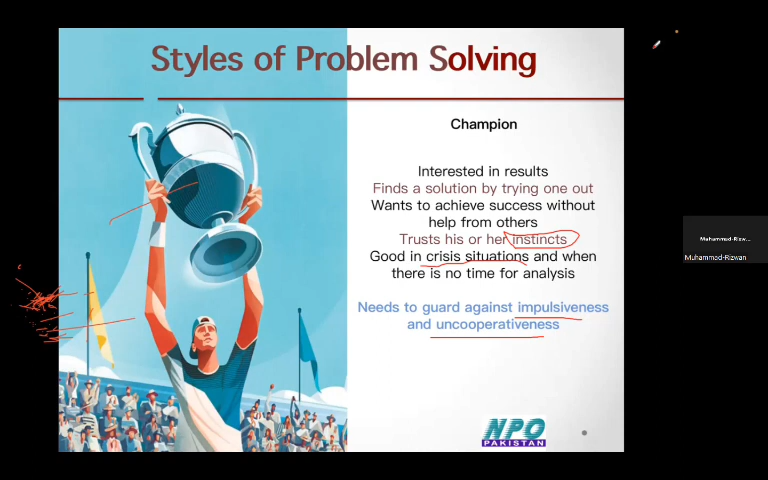 Styles of Problem Solving
Champion
Interested in results
Finds a solution by trying one out
Wants to achieve success without
help from others
Trusts his or her instincts
Good in crisis situations and when
there is no time for analysis
Needs to guard against impulsiveness
and uncooperativeness
NPO
PAKISTAN
Muhammad-Rizw...
Muhammad-Rizwan